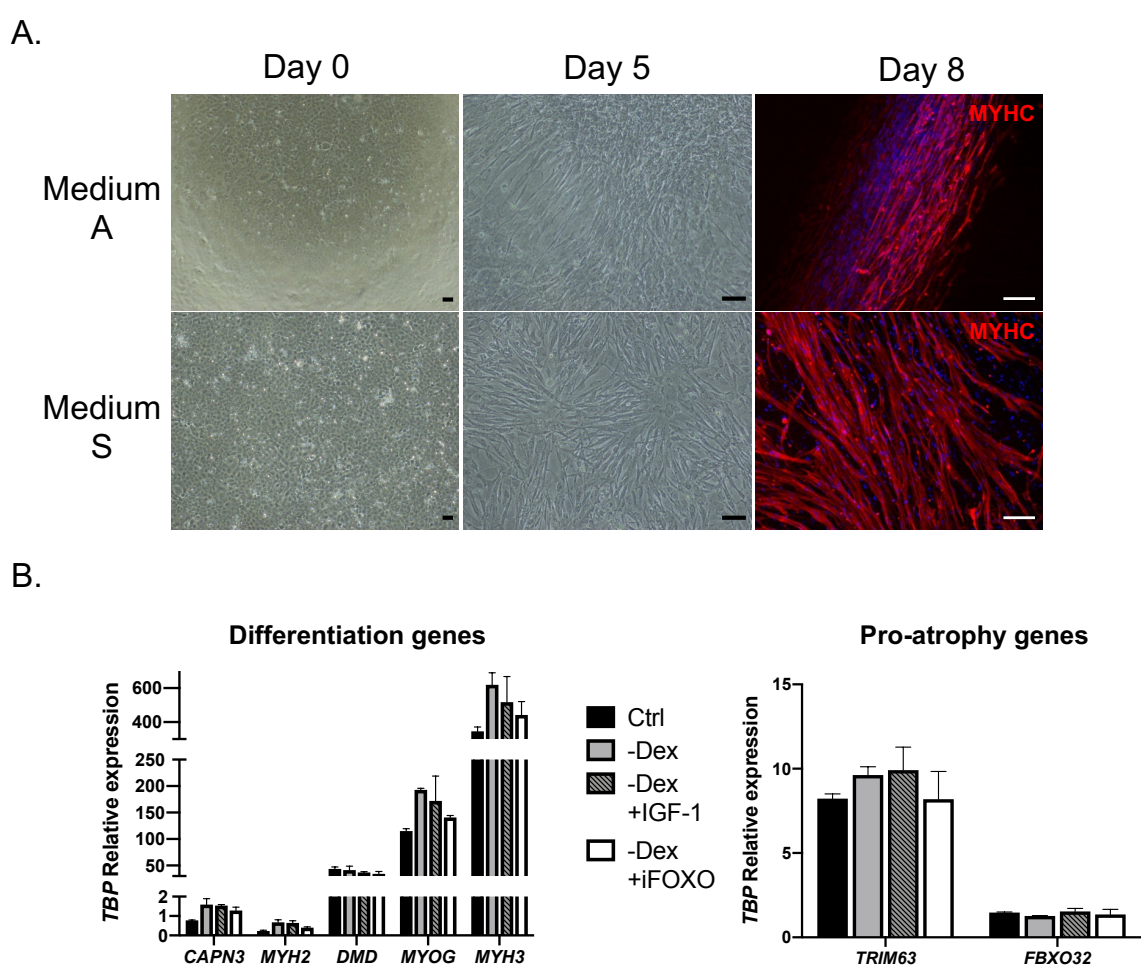 A.
Day 0
Day 5
Day 8
Medium
A
MYHC
Medium
S
MYHC
B.
Differentiation genes
TBP Relative expression
600
400
250
200
150
100
50
2
1
0
CAPN3
MYH2
DMD
MYOG
MYH3
Ctrl
-Dex
-Dex
+IGF-1
-Dex
+iFOXO
Pro-atrophy genes
TBP Relative expression
15
10
5
0
TRIM63
FBXO32